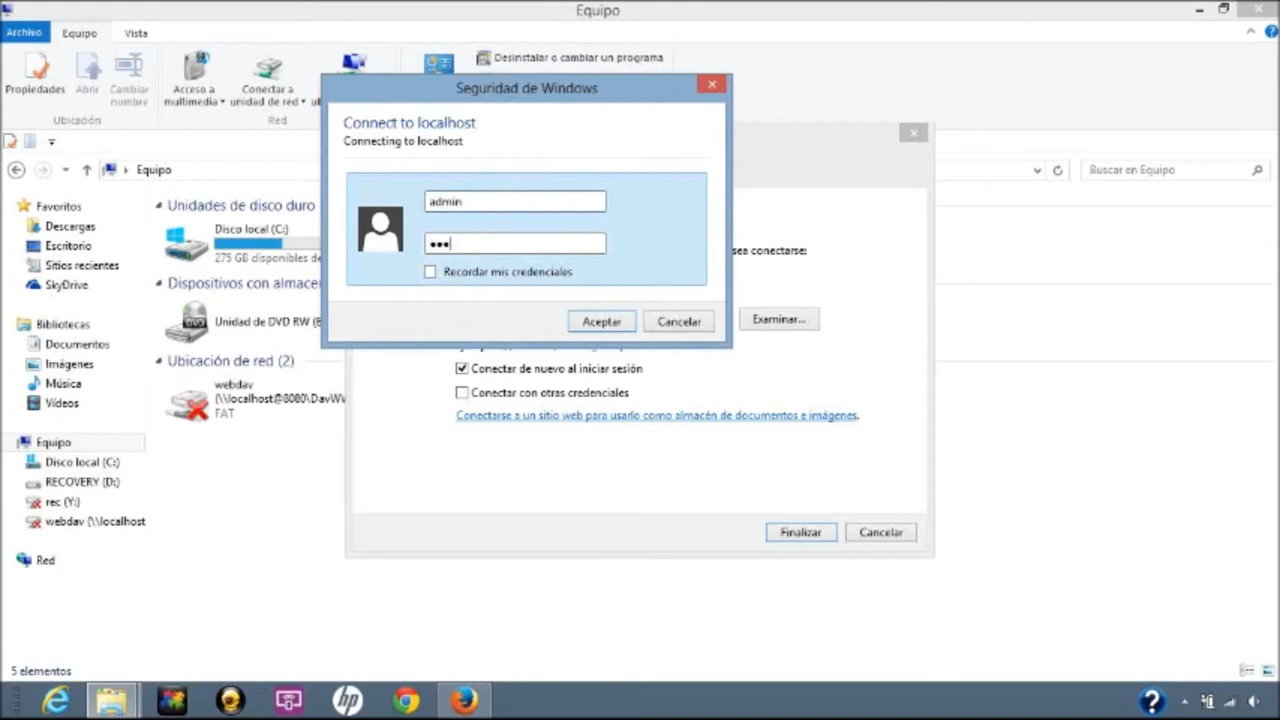 Equipo
Archivo
Equipo
Vista
Propiedades
Abrir
Cambiar nombre
Ubicación
Acceso a multimedia
Conectar a unidad de red
Red
Desinstalar o cambiar un programa
Equipo
Buscar en Equipo
Favoritos
Descargas
Escritorio
Sitios recientes
SkyDrive
Bibliotecas
Documentos
Imágenes
Música
Vídeos
Equipo
Disco local (C:)
RECOVERY (D:)
rec (Y:)
webdav (\\localhost
Red
Unidades de disco duro
Disco local (C:)
275 GB disponibles de
Dispositivos con almacer
DVD
Unidad de DVD RW (E
Ubicación de red (2)
webdav
(\\localhost@8080\DavW
FAT
Seguridad de Windows
Connect to localhost
Connecting to localhost
admin
•••
Recordar mis credenciales
Aceptar
Cancelar
sea conectarse:
Examinar...
Conectar de nuevo al iniciar sesión
Conectar con otras credenciales
Conectarse a un sitio web para usarlo como almacén de documentos e imágenes.
Finalizar
Cancelar
5 elementos
hp